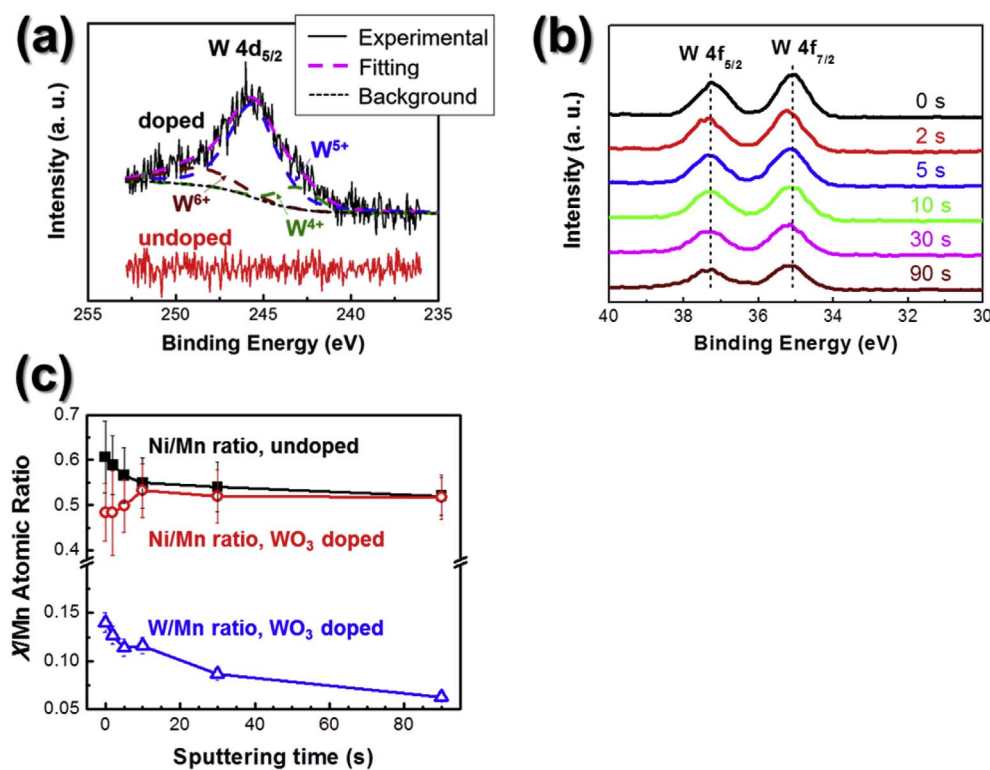 (a)
W 4d5/2
Experimental
Fitting
Background
doped
W5+
W6+
W4+
undoped
Intensity (a. u.)
255 250 245 240 235
Binding Energy (eV)
(b)
W 4f5/2
W 4f7/2
0 s
2 s
5 s
10 s
30 s
90 s
Intensity (a. u.)
40 38 36 34 32 30
Binding Energy (eV)
(c)
0.7
0.6
0.5
0.4
0.15
0.10
0.05
X/Mn Atomic Ratio
Ni/Mn ratio, undoped
Ni/Mn ratio, WO3 doped
W/Mn ratio, WO3 doped
0 20 40 60 80
Sputtering time (s)